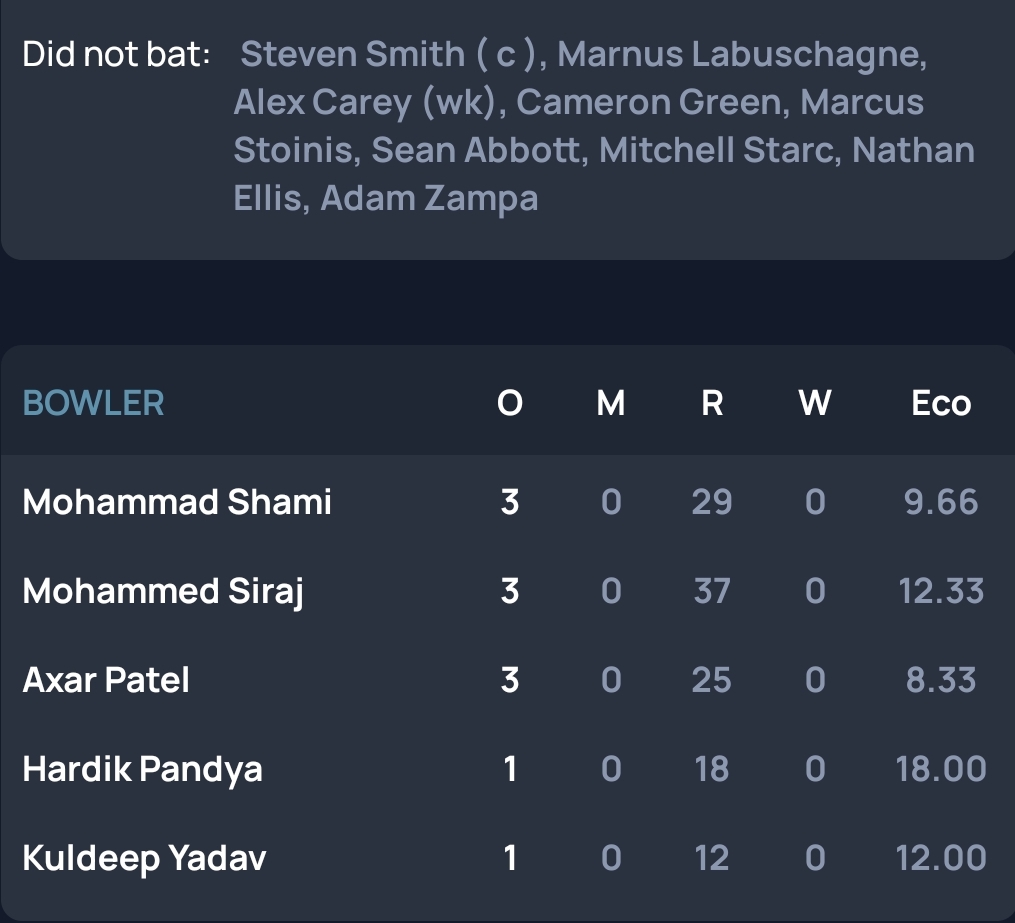 Did not bat: Steven Smith ( c ), Marnus Labuschagne,
Alex Carey (wk), Cameron Green, Marcus
Stoinis, Sean Abbott, Mitchell Starc, Nathan
Ellis, Adam Zampa
BOWLER O M R W Eco
Mohammad Shami 3 0 29 0 9.66
Mohammed Siraj 3 0 37 0 12.33
Axar Patel 3 0 25 0 8.33
Hardik Pandya 1 0 18 0 18.00
Kuldeep Yadav 1 0 12 0 12.00